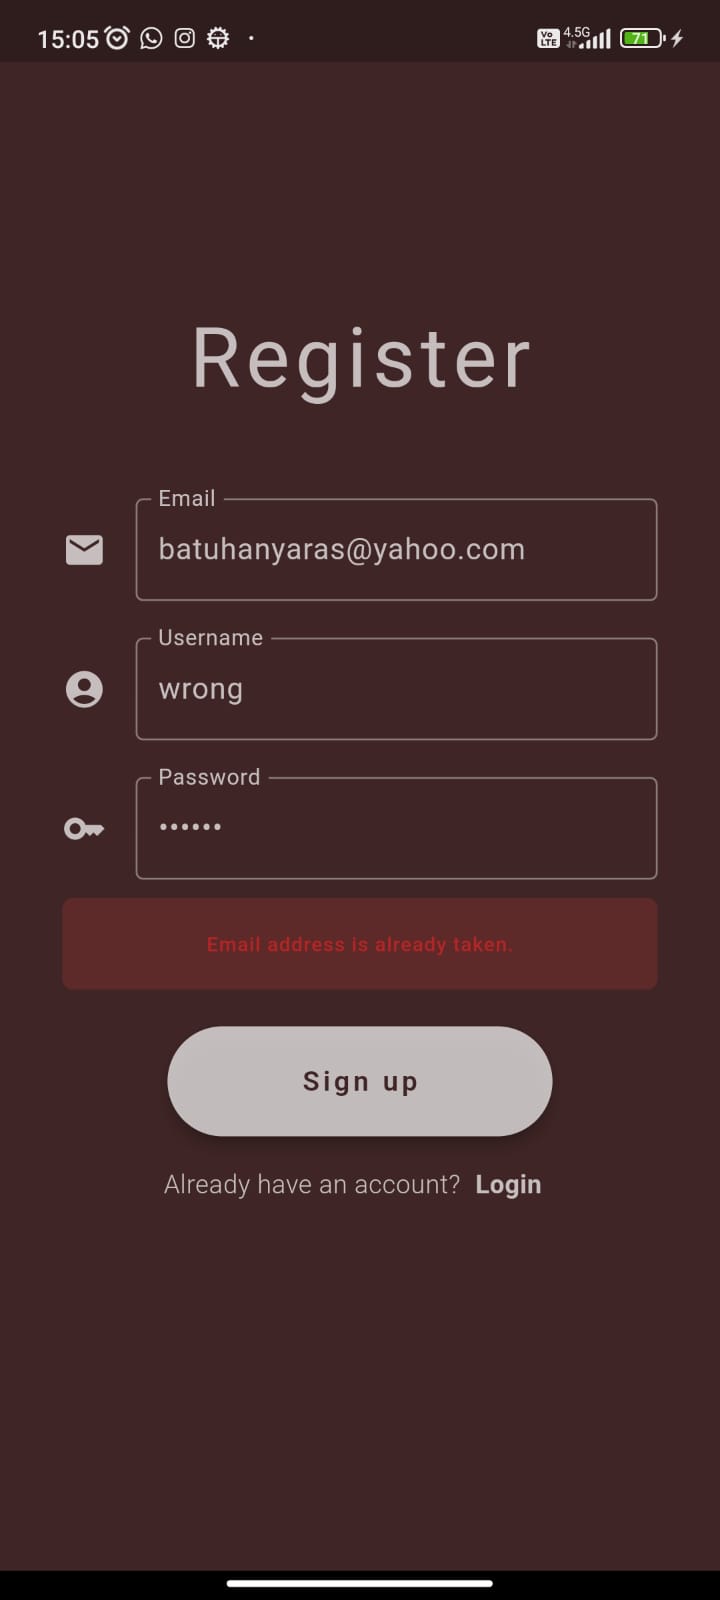 15:05
Vo LTE
4.5G
71
Register
Email
batuhanyaras@yahoo.com
Username
wrong
Password
••••••
Email address is already taken.
Sign up
Already have an account? Login